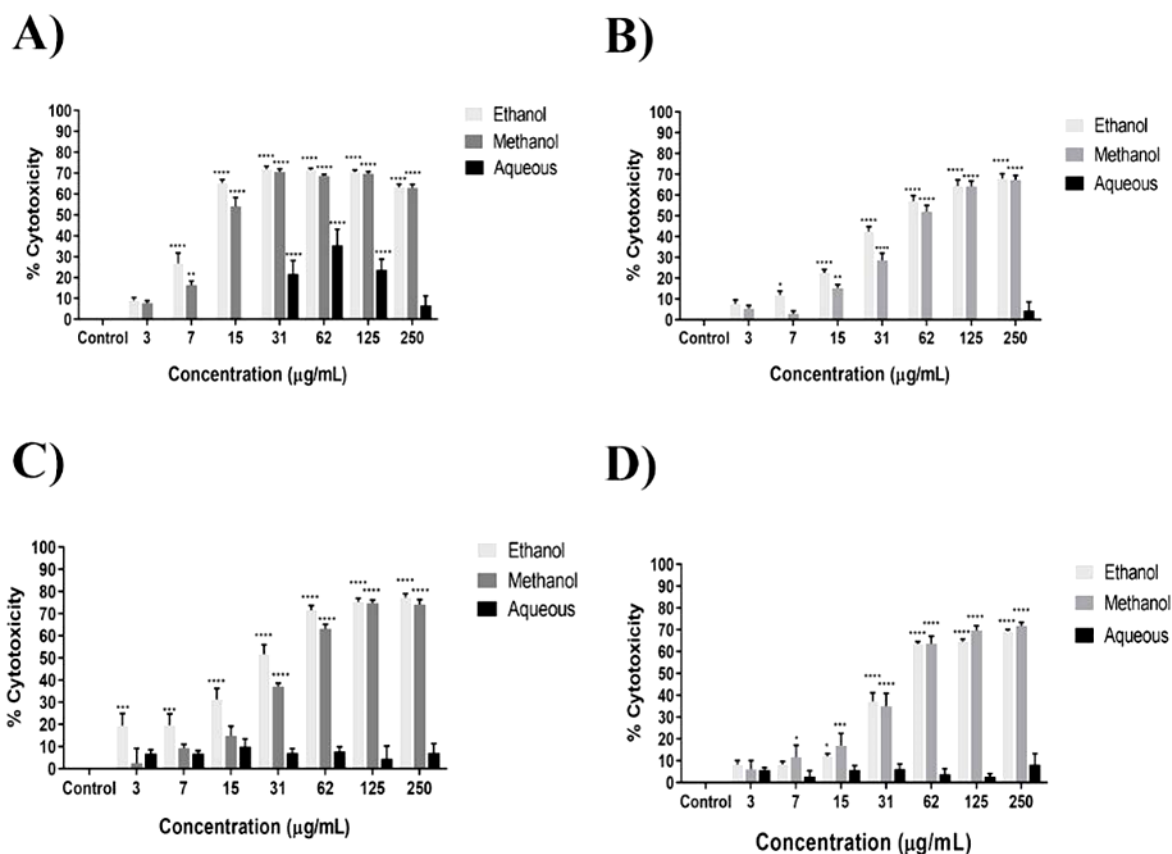 A)
100
90
80
70
60
50
40
30
20
10
0
% Cytotoxicity
**** **** **** **** **** **** **** **** **** ****
**** **** **** ****
** **** ****
Control 3 7 15 31 62 125 250
Concentration (µg/mL)
Ethanol
Methanol
Aqueous
B)
100
90
80
70
60
50
40
30
20
10
0
% Cytotoxicity
* **** ** **** **** **** **** **** **** **** ****
Control 3 7 15 31 62 125 250
Concentration (µg/mL)
Ethanol
Methanol
Aqueous
C)
100
90
80
70
60
50
40
30
20
10
0
% Cytotoxicity
*** *** **** **** **** **** **** **** **** **** ****
Control 3 7 15 31 62 125 250
Concentration (µg/mL)
Ethanol
Methanol
Aqueous
D)
100
90
80
70
60
50
40
30
20
10
0
% Cytotoxicity
* * *** **** **** **** **** **** **** **** ****
Control 3 7 15 31 62 125 250
Concentration (µg/mL)
Ethanol
Methanol
Aqueous